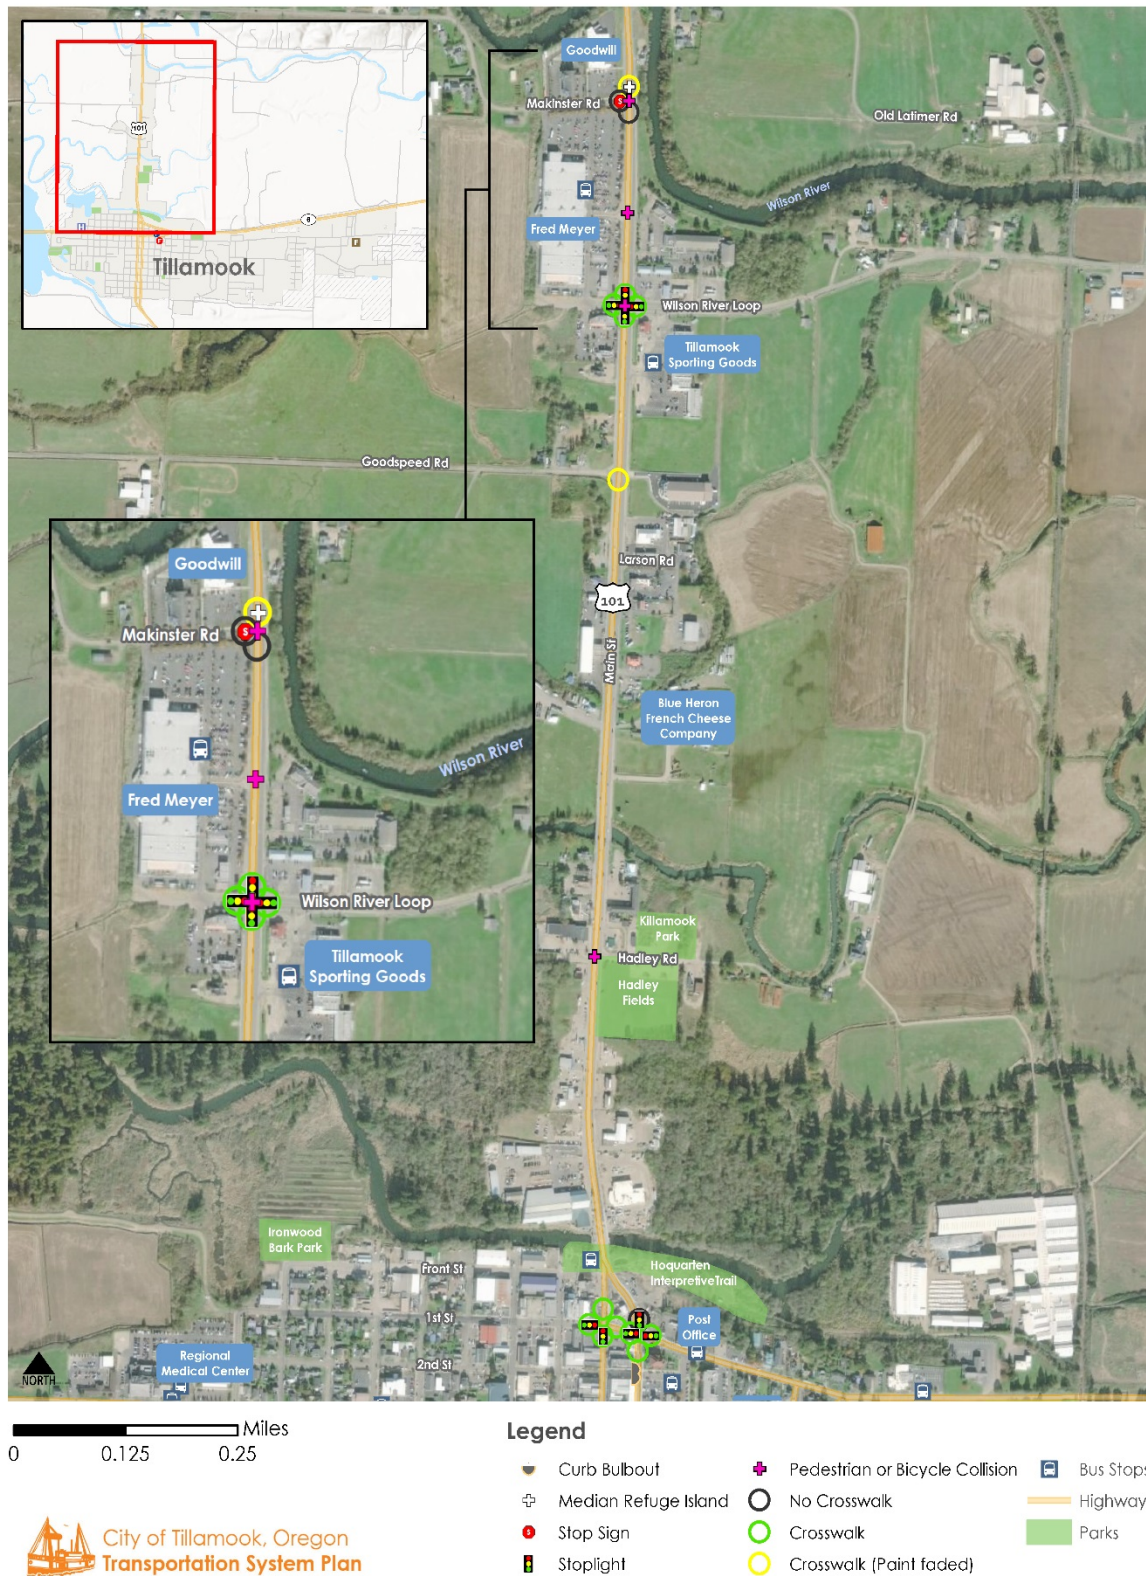 Goodwill
Makinster Rd
Old Latimer Rd
101
Wilson River
6
H
F
Tillamook
Fred Meyer
Wilson River Loop
Tillamook
Sporting Goods
Goodspeed Rd
Goodwill
Larson Rd
101
Main St
Makinster Rd
S
Blue Heron
French Cheese
Company
Wilson River
Fred Meyer
Wilson River Loop
Tillamook
Sporting Goods
Killamook
Park
Hadley Rd
Hadley
Fields
Ironwood
Bark Park
Front St
Hoquarten
InterpretiveTrail
1st St
Post
Office
2nd St
Regional
Medical Center
NORTH
Miles
0 0.125 0.25
Legend
Curb Bulbout
Median Refuge Island
Stop Sign
Stoplight
Pedestrian or Bicycle Collision
No Crosswalk
Crosswalk
Crosswalk (Paint faded)
Bus Stops
Highway
Parks
City of Tillamook, Oregon
Transportation System Plan